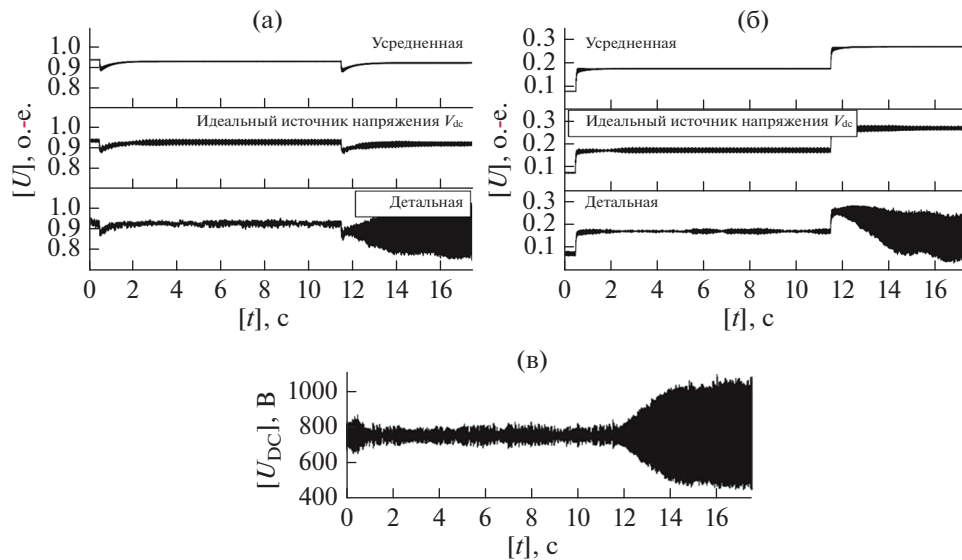 (а)
1.0
0.9
0.8
Усредненная
1.0
0.9
0.8
Идеальный источник напряжения Vdc
1.0
0.9
0.8
Детальная
[U], о.-е.
0 2 4 6 8 10 12 14 16
[t], с
(б)
0.3
0.2
0.1
Усредненная
0.3
0.2
0.1
Идеальный источник напряжения Vdc
0.3
0.2
0.1
Детальная
[U], о.-е.
0 2 4 6 8 10 12 14 16
[t], с
(в)
1000
800
600
400
[UDC], В
0 2 4 6 8 10 12 14 16
[t], с